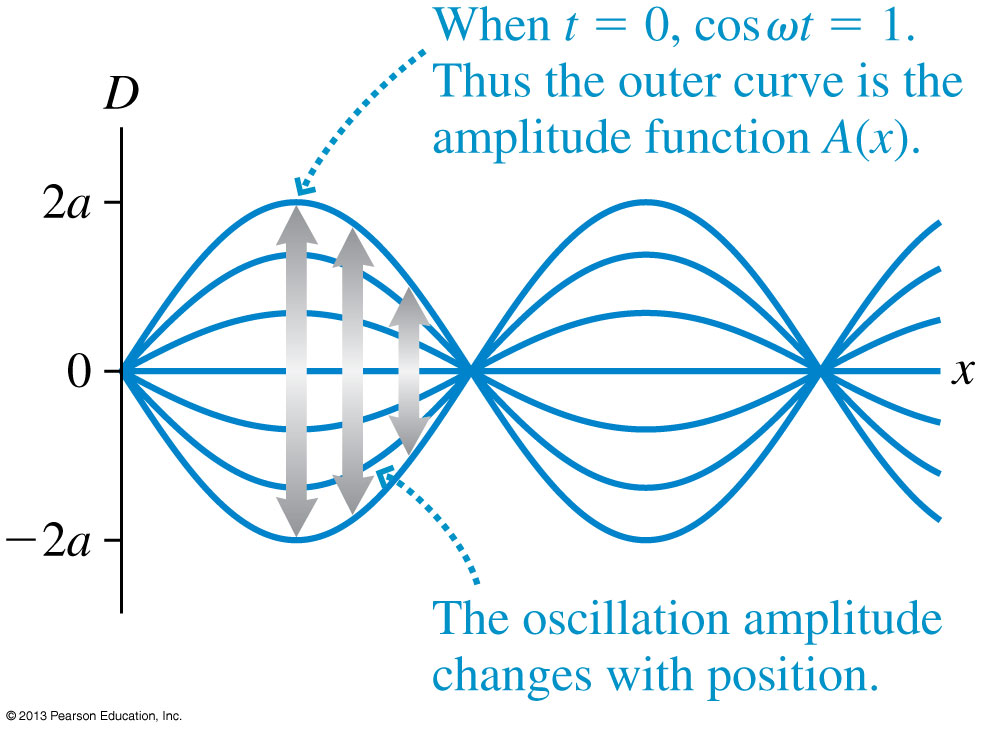 When t = 0, cos ωt = 1.
Thus the outer curve is the
amplitude function A(x).
D
2a
0
x
−2a
The oscillation amplitude
changes with position.
© 2013 Pearson Education, Inc.